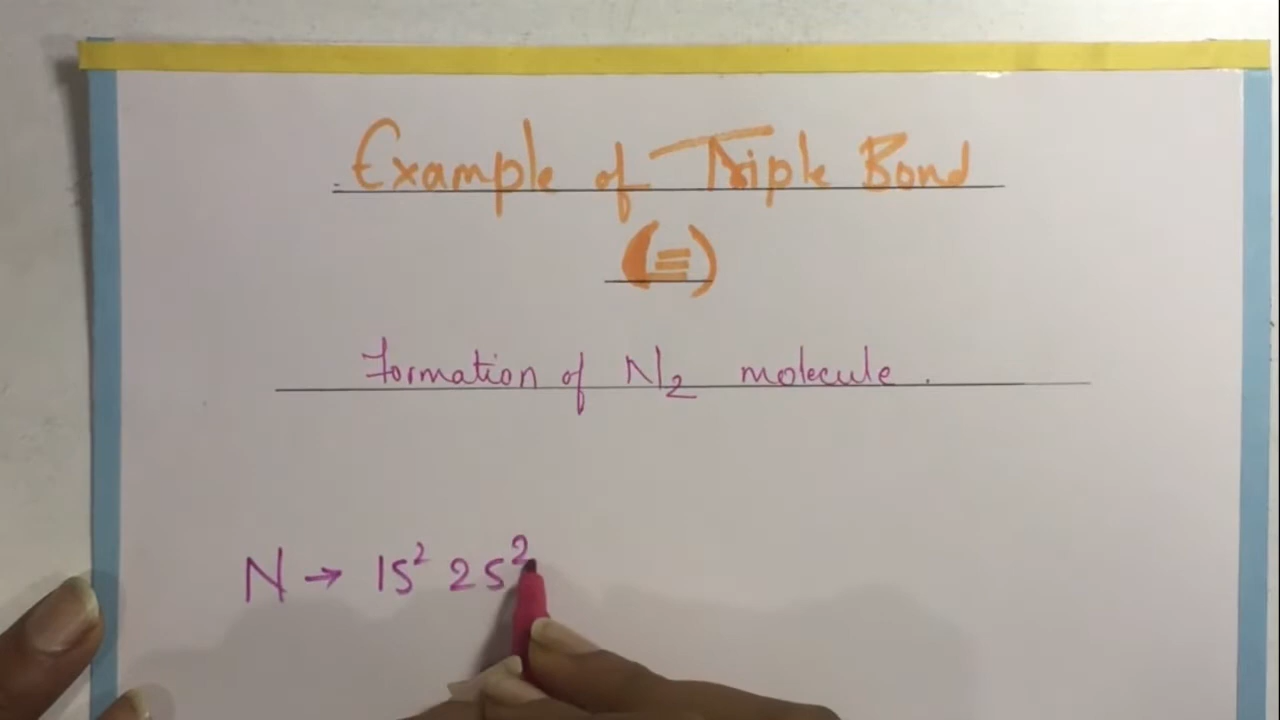 Example of Triple Bond
(≡)
Formation of N₂ molecule.
N → 1S² 2S²